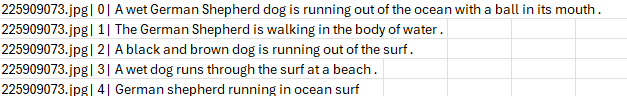 225909073.jpg| 0| A wet German Shepherd dog is running out of the ocean with a ball in its mouth .
225909073.jpg| 1| The German Shepherd is walking in the body of water .
225909073.jpg| 2| A black and brown dog is running out of the surf .
225909073.jpg| 3| A wet dog runs through the surf at a beach .
225909073.jpg| 4| German shepherd running in ocean surf